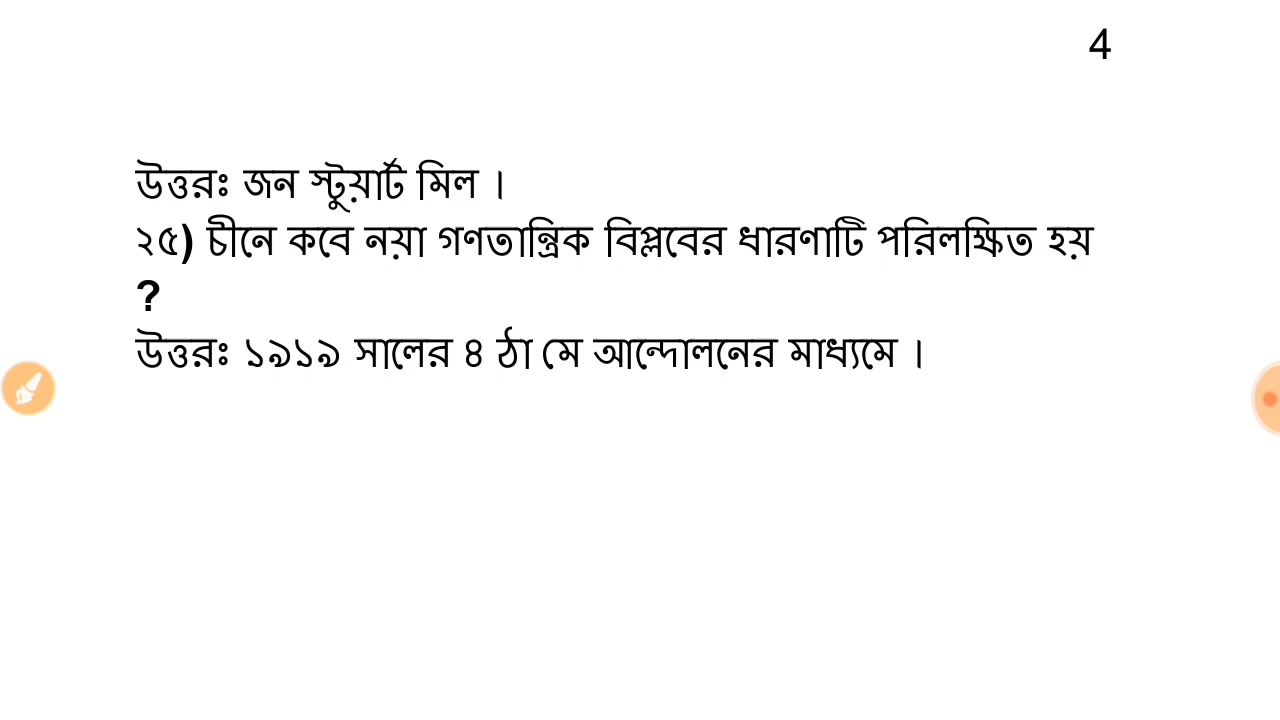 4
উত্তরঃ জন স্টুয়ার্ট মিল ।
২৫) চীনে কবে নয়া গণতান্ত্রিক বিপ্লবের ধারণাটি পরিলক্ষিত হয়
?
উত্তরঃ ১৯১৯ সালের ৪ ঠা মে আন্দোলনের মাধ্যমে ।